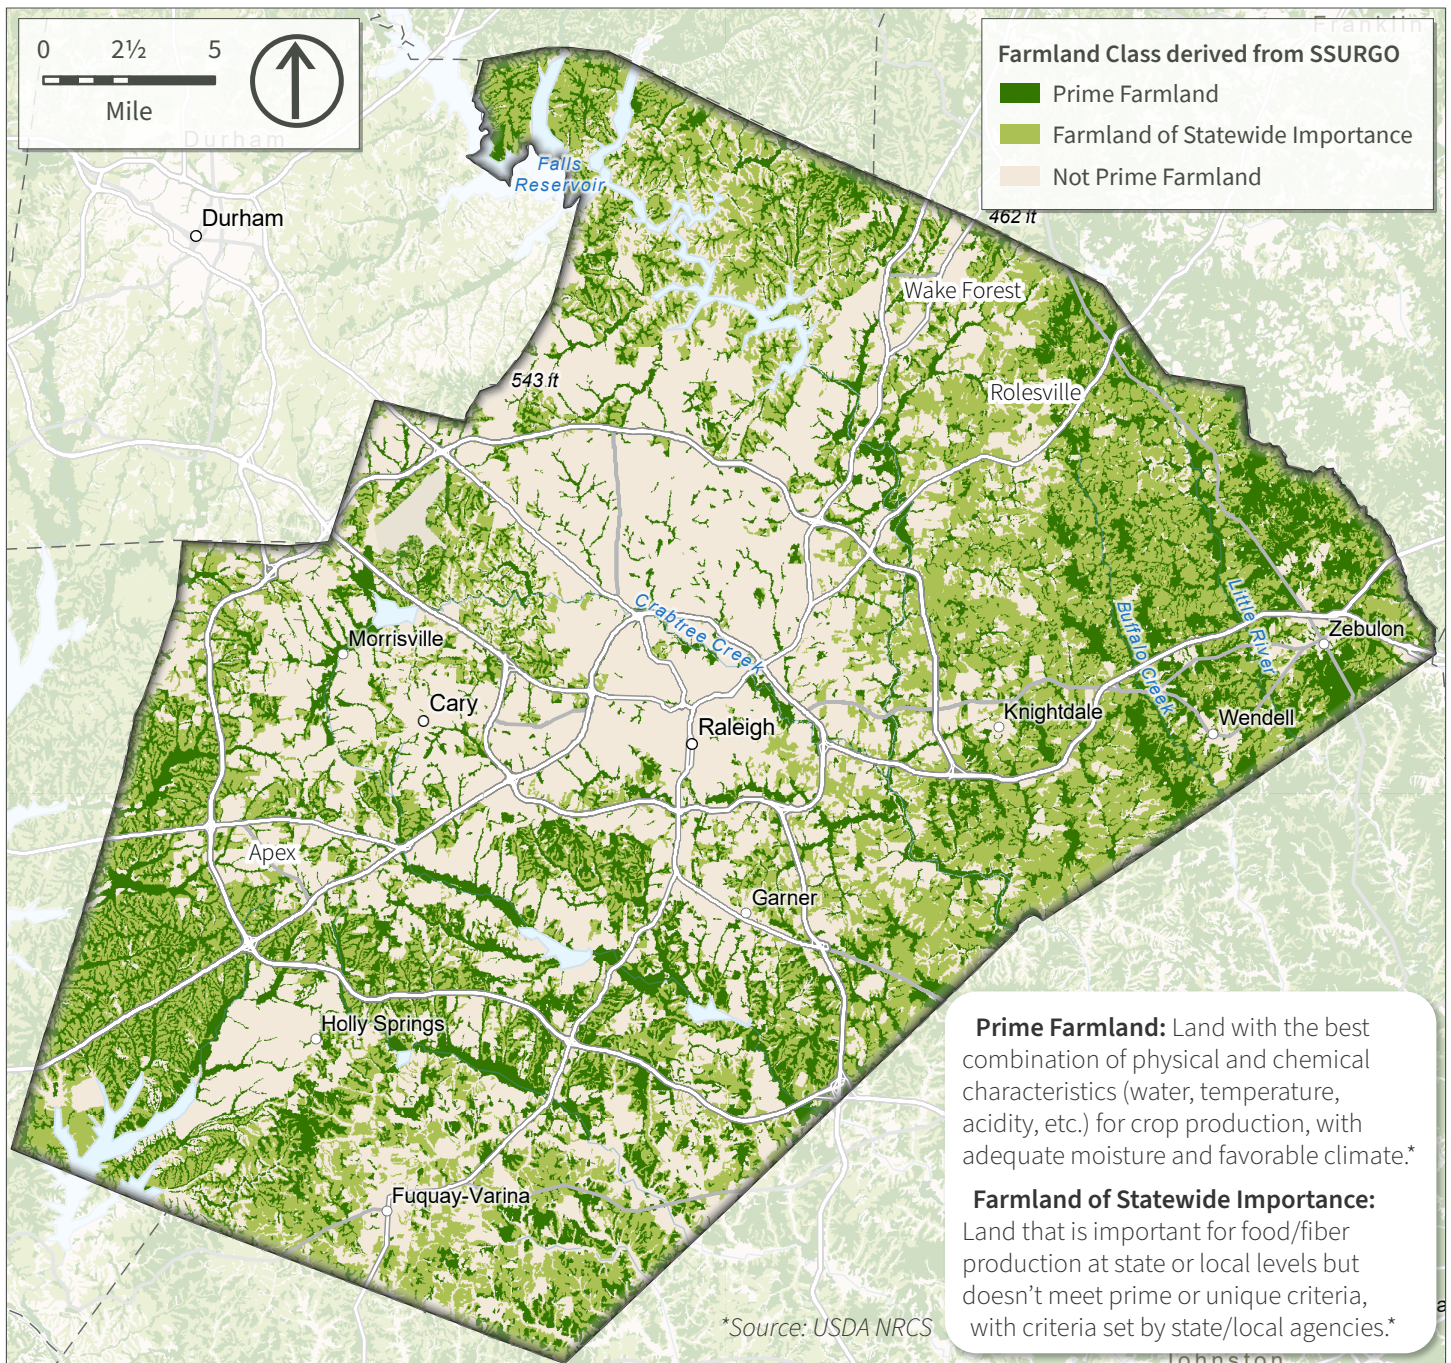 0 2½ 5
Mile
Franklin
Farmland Class derived from SSURGO
Prime Farmland
Farmland of Statewide Importance
Not Prime Farmland
Durham
Durham
Falls
Reservoir
462 ft
Wake Forest
543 ft
Rolesville
Crabtree Creek
Buffalo Creek
Little River
Zebulon
Morrisville
Cary
Raleigh
Knightdale
Wendell
Apex
Garner
Holly Springs
Fuquay-Varina
Prime Farmland: Land with the best
combination of physical and chemical
characteristics (water, temperature,
acidity, etc.) for crop production, with
adequate moisture and favorable climate.*
Farmland of Statewide Importance:
Land that is important for food/fiber
production at state or local levels but
doesn’t meet prime or unique criteria,
with criteria set by state/local agencies.*
*Source: USDA NRCS
Johnston